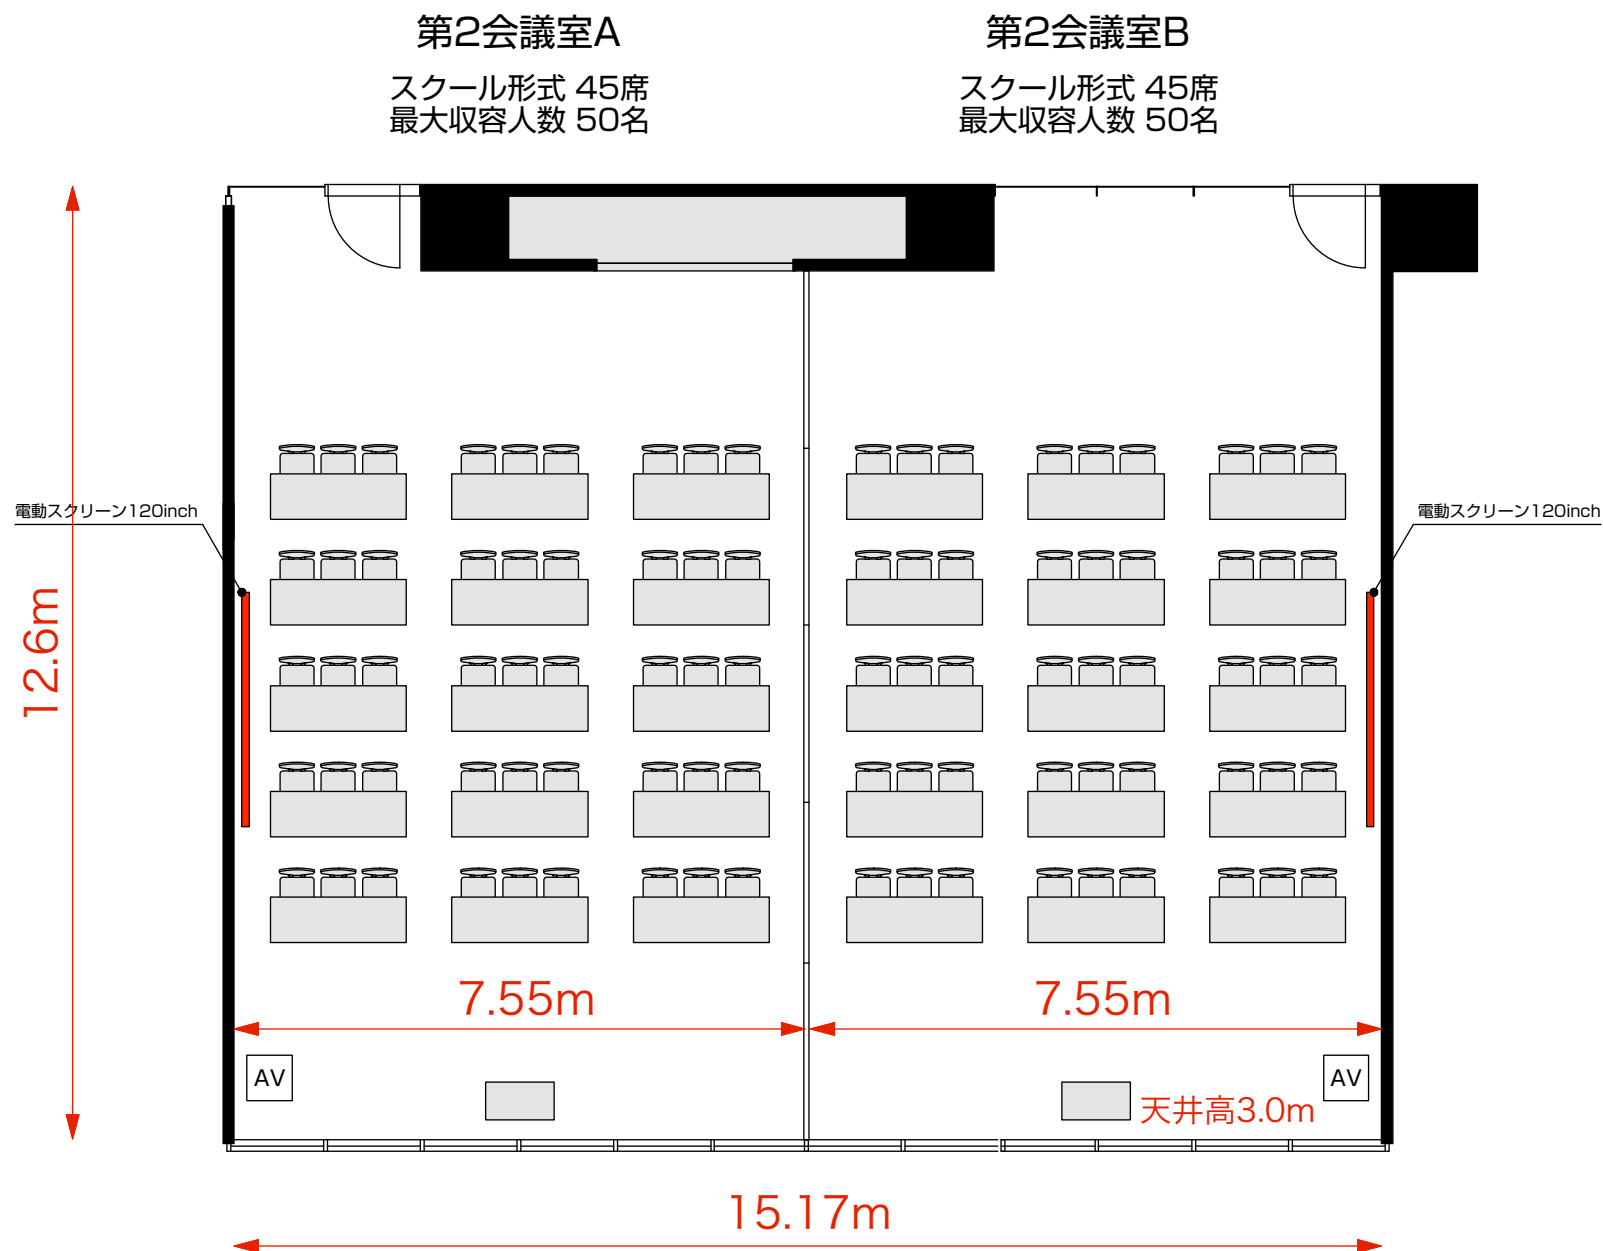 第2会議室A
スクール形式 45席
最大収容人数 50名
第2会議室B
スクール形式 45席
最大収容人数 50名
電動スクリーン120inch
電動スクリーン120inch
12.6m
7.55m
7.55m
AV
AV
天井高3.0m
15.17m